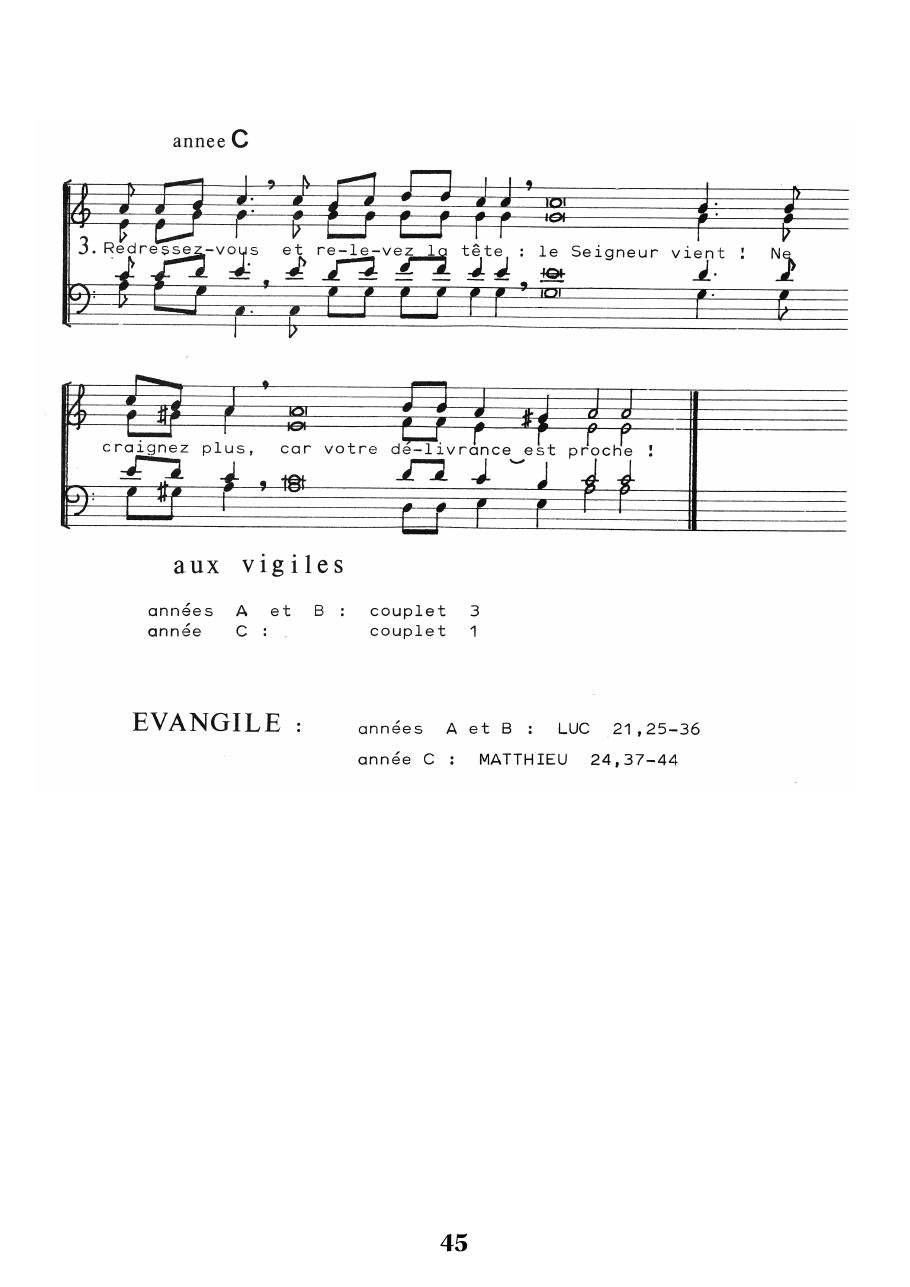 annee C
3. Redressez-vous et re-le-vez la tête : le Seigneur vient ! Ne
craignez plus, car votre dé-livrance est proche !
aux vigiles
années A et B : couplet 3
année C : couplet 1
EVANGILE : années A et B : LUC 21,25-36
année C : MATTHIEU 24,37-44
45